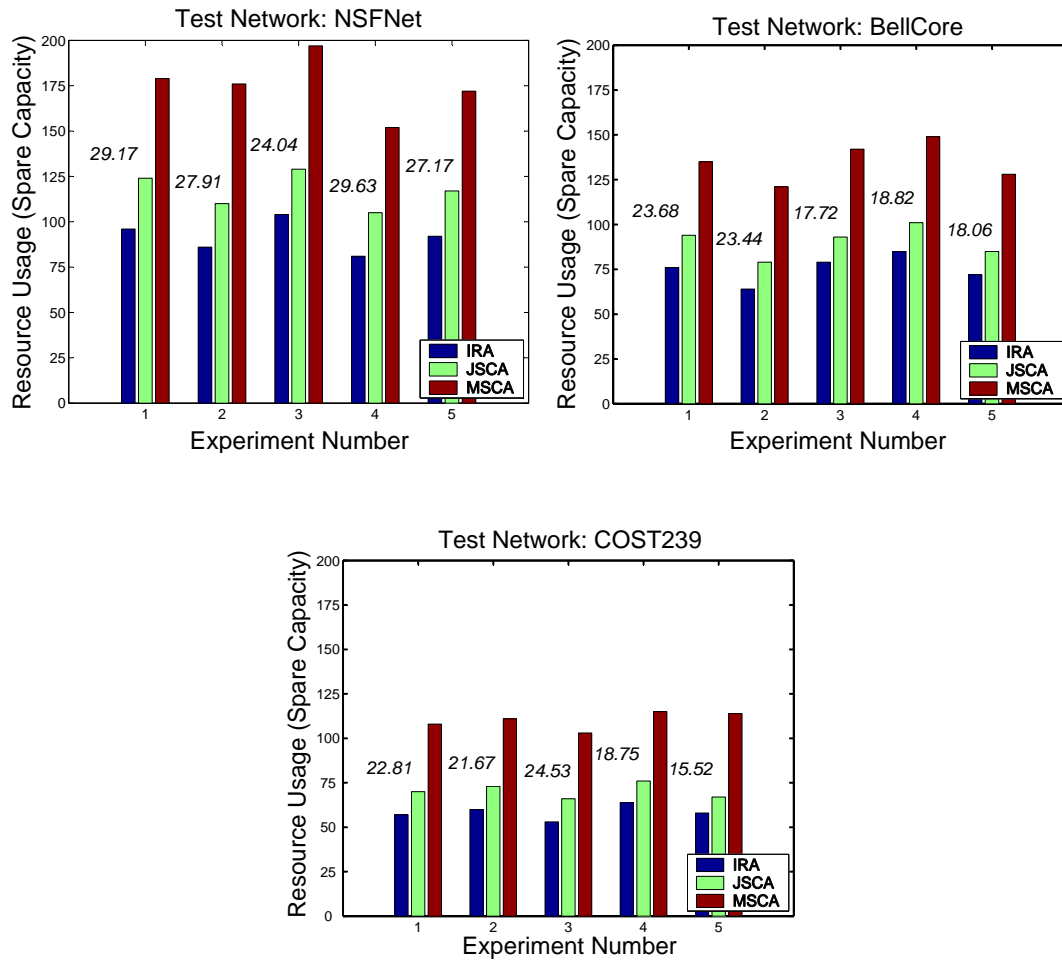 Test Network: NSFNet
Resource Usage (Spare Capacity)
200
175
150
125
100
75
50
25
0
29.17
27.91
24.04
29.63
27.17
IRA
JSCA
MSCA
1 2 3 4 5
Experiment Number
Test Network: BellCore
Resource Usage (Spare Capacity)
200
175
150
125
100
75
50
25
0
23.68
23.44
17.72
18.82
18.06
IRA
JSCA
MSCA
1 2 3 4 5
Experiment Number
Test Network: COST239
Resource Usage (Spare Capacity)
200
175
150
125
100
75
50
25
0
22.81
21.67
24.53
18.75
15.52
IRA
JSCA
MSCA
1 2 3 4 5
Experiment Number